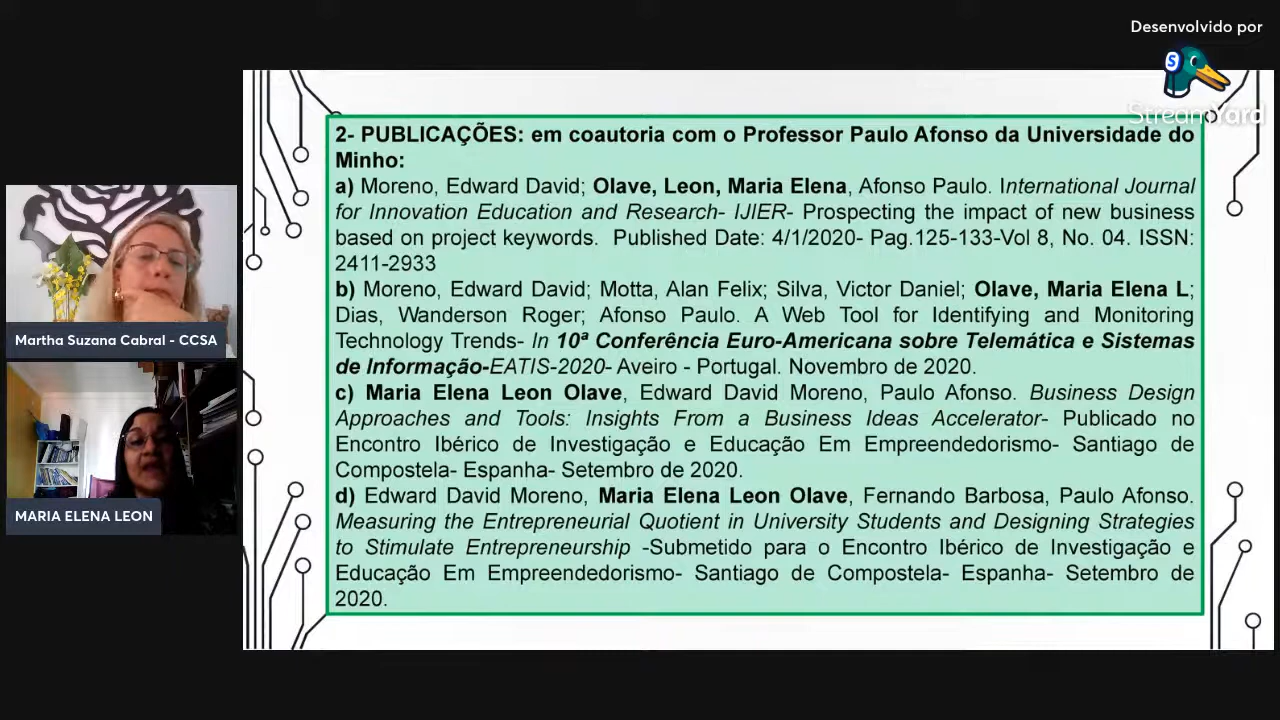 Desenvolvido por
StreamYard
2- PUBLICAÇÕES: em coautoria com o Professor Paulo Afonso da Universidade do
Minho:
a) Moreno, Edward David; Olave, Leon, Maria Elena, Afonso Paulo. International Journal
for Innovation Education and Research- IJIER- Prospecting the impact of new business
based on project keywords. Published Date: 4/1/2020- Pag.125-133-Vol 8, No. 04. ISSN:
2411-2933
b) Moreno, Edward David; Motta, Alan Felix; Silva, Victor Daniel; Olave, Maria Elena L;
Dias, Wanderson Roger; Afonso Paulo. A Web Tool for Identifying and Monitoring
Technology Trends- In 10ª Conferência Euro-Americana sobre Telemática e Sistemas
de Informação-EATIS-2020- Aveiro - Portugal. Novembro de 2020.
c) Maria Elena Leon Olave, Edward David Moreno, Paulo Afonso. Business Design
Approaches and Tools: Insights From a Business Ideas Accelerator- Publicado no
Encontro Ibérico de Investigação e Educação Em Empreendedorismo- Santiago de
Compostela- Espanha- Setembro de 2020.
d) Edward David Moreno, Maria Elena Leon Olave, Fernando Barbosa, Paulo Afonso.
Measuring the Entrepreneurial Quotient in University Students and Designing Strategies
to Stimulate Entrepreneurship -Submetido para o Encontro Ibérico de Investigação e
Educação Em Empreendedorismo- Santiago de Compostela- Espanha- Setembro de
2020.
Martha Suzana Cabral - CCSA
MARIA ELENA LEON